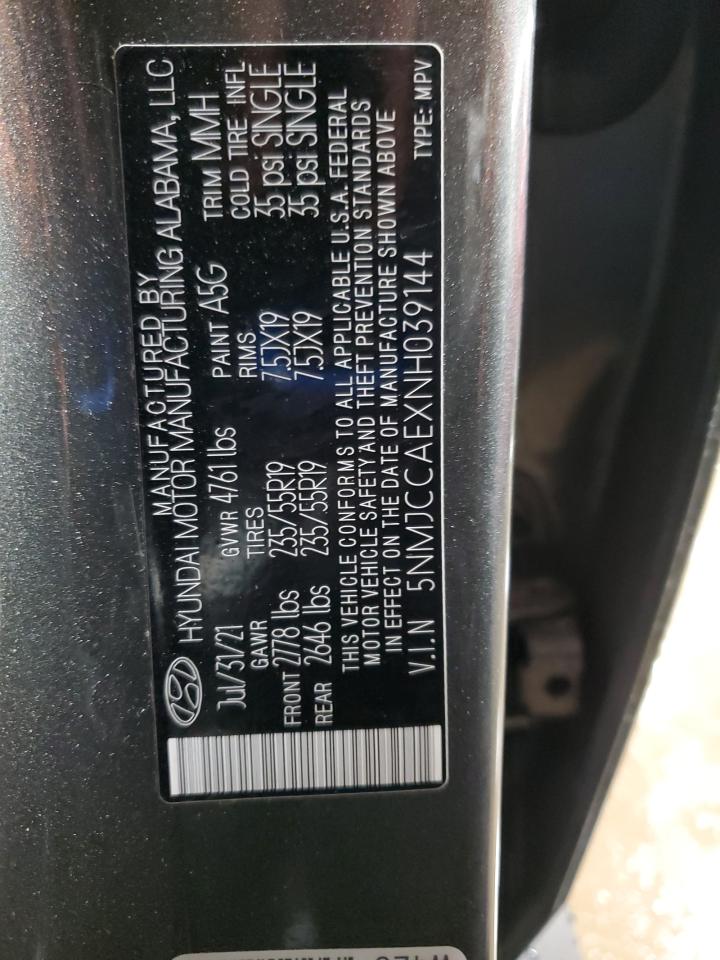 MANUFACTURED BY
HYUNDAI MOTOR MANUFACTURING ALABAMA, LLC
Jul/31/21 GVWR 4761 lbs PAINT A5G TRIM MMH
GAWR TIRES RIMS COLD TIRE INFL
FRONT 2778 lbs 235/55R19 7.5JX19 35 psi SINGLE
REAR 2646 lbs 235/55R19 7.5JX19 35 psi SINGLE
THIS VEHICLE CONFORMS TO ALL APPLICABLE U.S.A. FEDERAL
MOTOR VEHICLE SAFETY AND THEFT PREVENTION STANDARDS
IN EFFECT ON THE DATE OF MANUFACTURE SHOWN ABOVE
V.I.N 5NMJCCAEXNH039144 TYPE: MPV